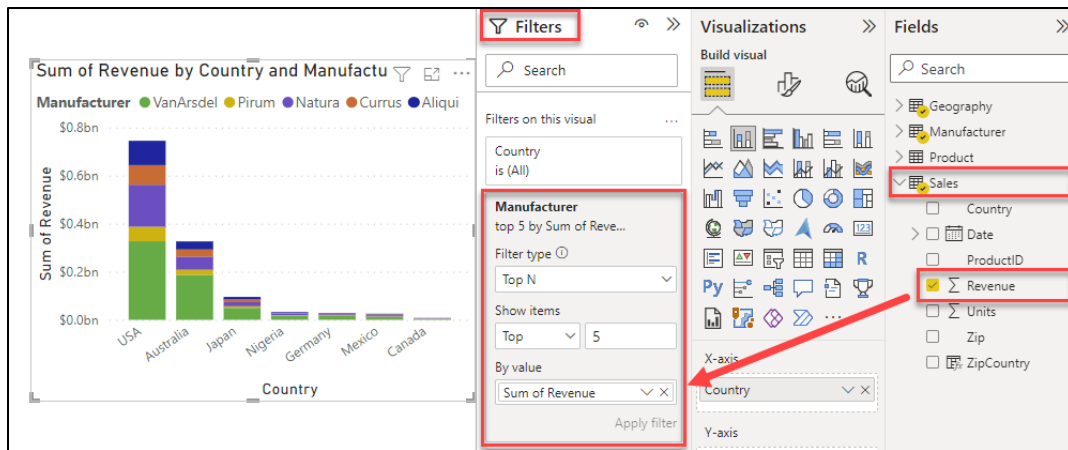 Sum of Revenue by Country and Manufactu
Manufacturer VanArsdel Pirum Natura Currus Aliqui
$0.8bn
$0.6bn
$0.4bn
$0.2bn
$0.0bn
Sum of Revenue
USA
Australia
Japan
Nigeria
Germany
Mexico
Canada
Country
Filters
Search
Filters on this visual
...
Country
is (All)
Manufacturer
top 5 by Sum of Reve...
Filter type
Top N
Show items
Top 5
By value
Sum of Revenue
Apply filter
Visualizations
Build visual
123
R
Py
...
X-axis
Country
Y-axis
Fields
Search
Geography
Manufacturer
Product
Sales
Country
Date
ProductID
Σ Revenue
Σ Units
Zip
ZipCountry